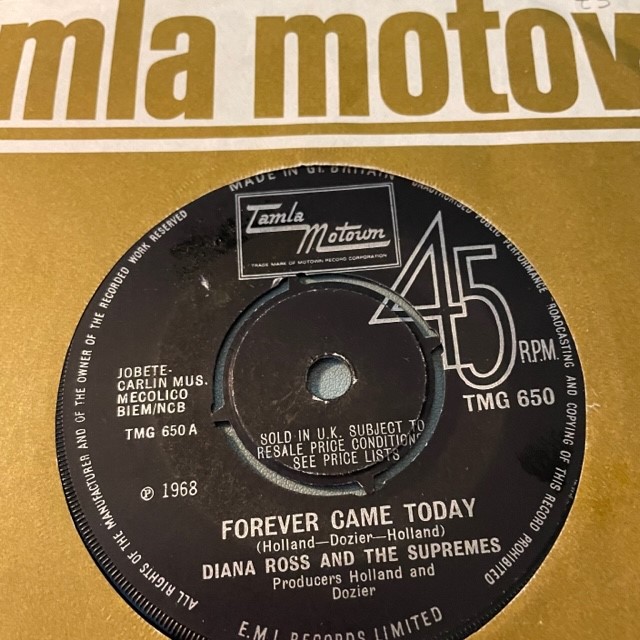 mla motow
MADE IN GT. BRITAIN
UNAUTHORISED PUBLIC PERFORMANCE BROADCASTING AND COPYING OF THIS RECORD PROHIBITED
ALL RIGHTS OF THE MANUFACTURER AND OF THE OWNER OF THE RECORDED WORK RESERVED
Tamla
Motown
TRADE MARK OF MOTOWN RECORD CORPORATION
45
R.P.M.
TMG 650
JOBETE-
CARLIN MUS.
MECOLICO
BIEM/NCB
TMG 650 A
SOLD IN U.K. SUBJECT TO
RESALE PRICE CONDITIONS
SEE PRICE LISTS
℗ 1968
FOREVER CAME TODAY
(Holland—Dozier—Holland)
DIANA ROSS AND THE SUPREMES
Producers Holland and
Dozier
E.M.I. RECORDS LIMITED